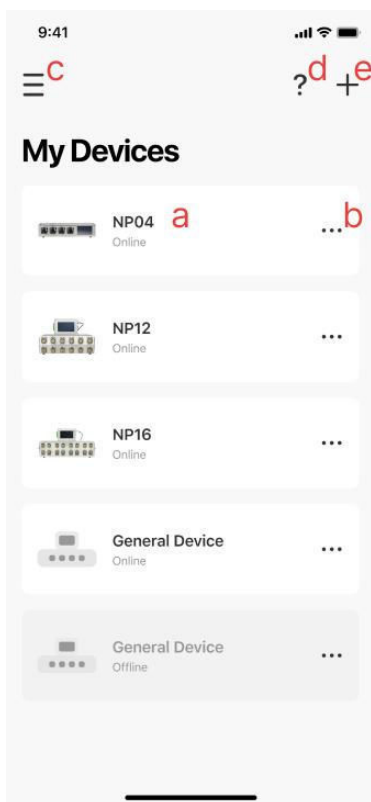 9:41
c
? d + e
My Devices
NP04 a
Online
... b
NP12
Online
...
NP16
Online
...
General Device
Online
...
General Device
Offline
...